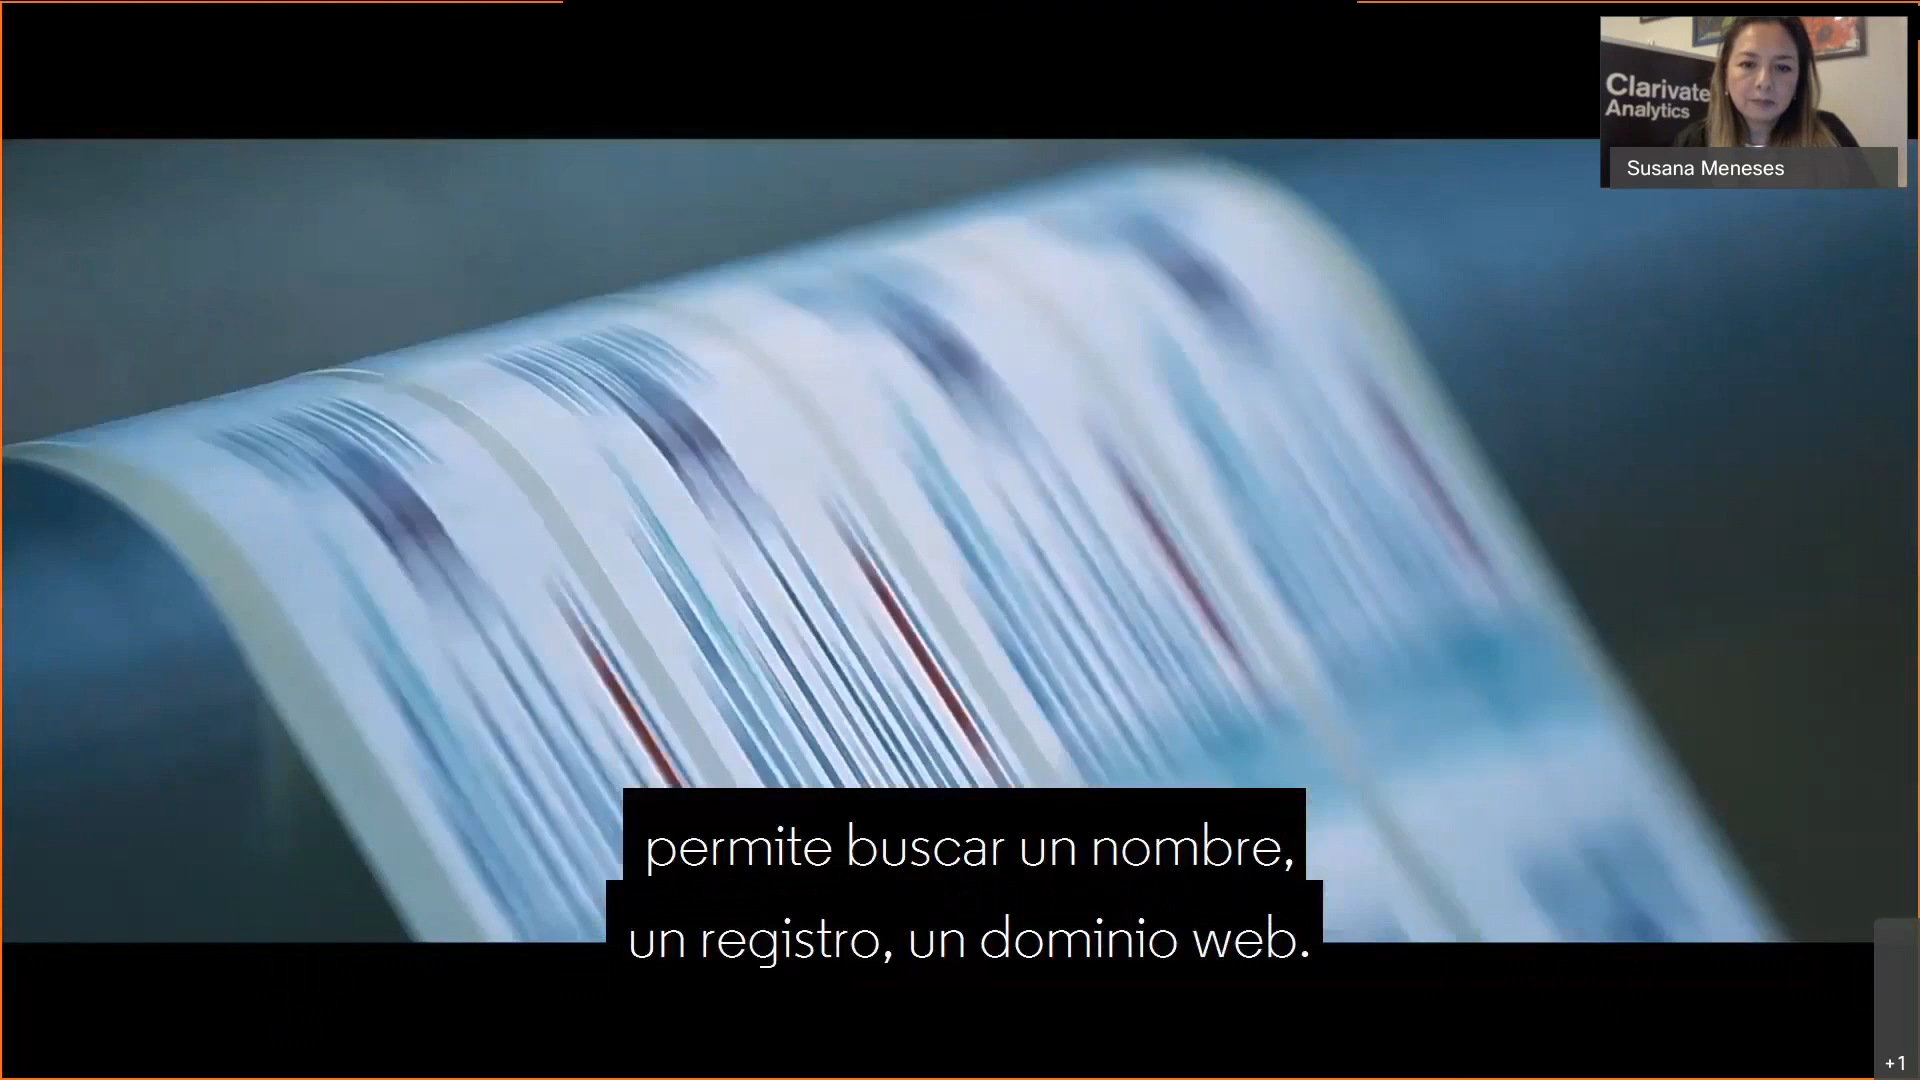 Clarivate
Analytics
Susana Meneses
permite buscar un nombre,
un registro, un dominio web.
+1